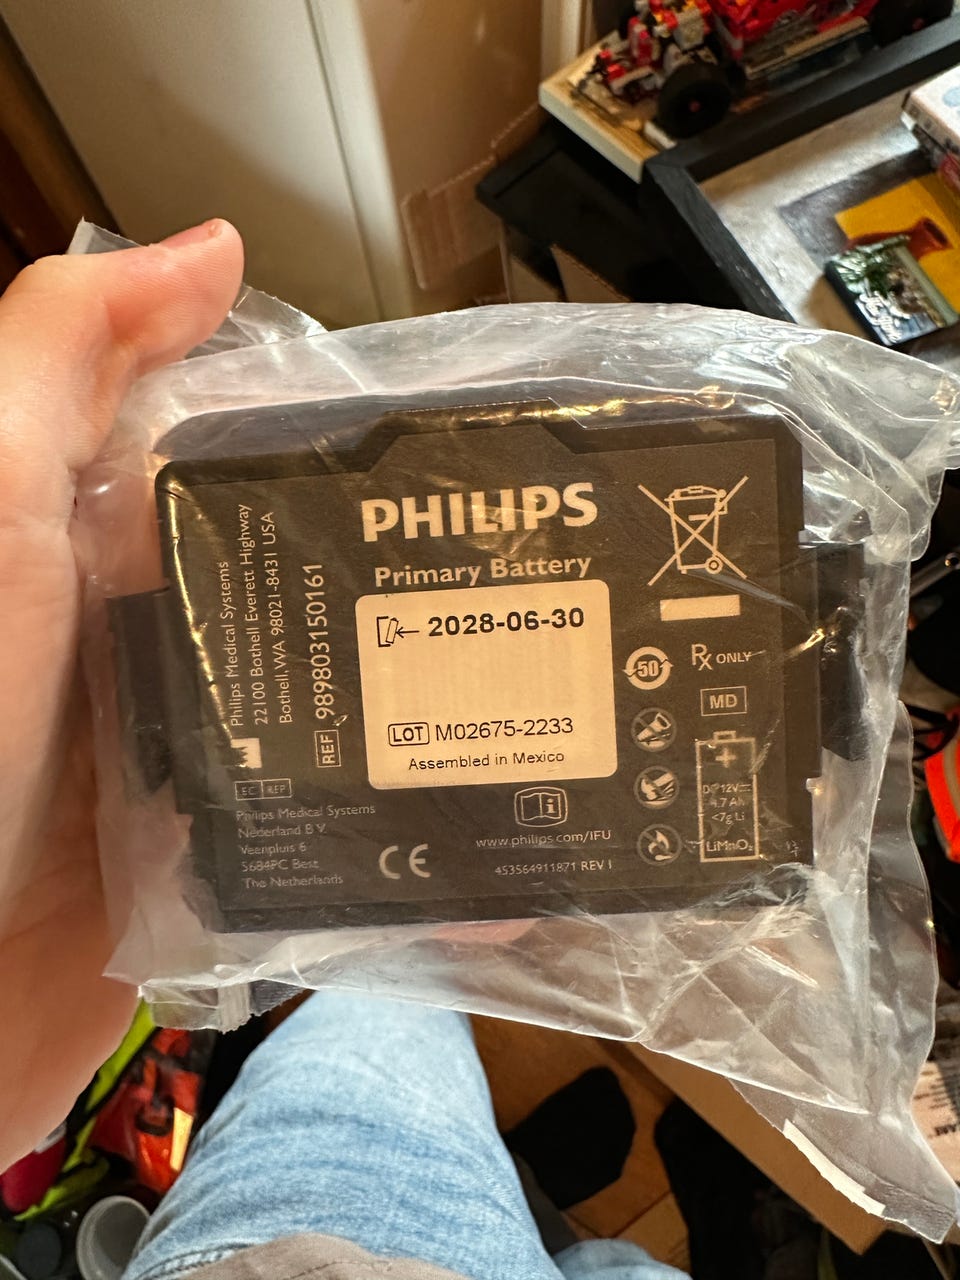 PHILIPS
Primary Battery
2028-06-30
LOT M02675-2233
Assembled in Mexico
Philips Medical Systems
22100 Bothell Everett Highway
Bothell, WA 98021-8431 USA
REF 989803150161
EC REP
Philips Medical Systems
Nederland B.V.
Veenpluis 6
5684PC Best
The Netherlands
CE
i
www.philips.com/IFU
453564911871 REV I
50
Rx ONLY
MD
+
DC 12V
4.7 Ah
<7g Li
LiMnO₂